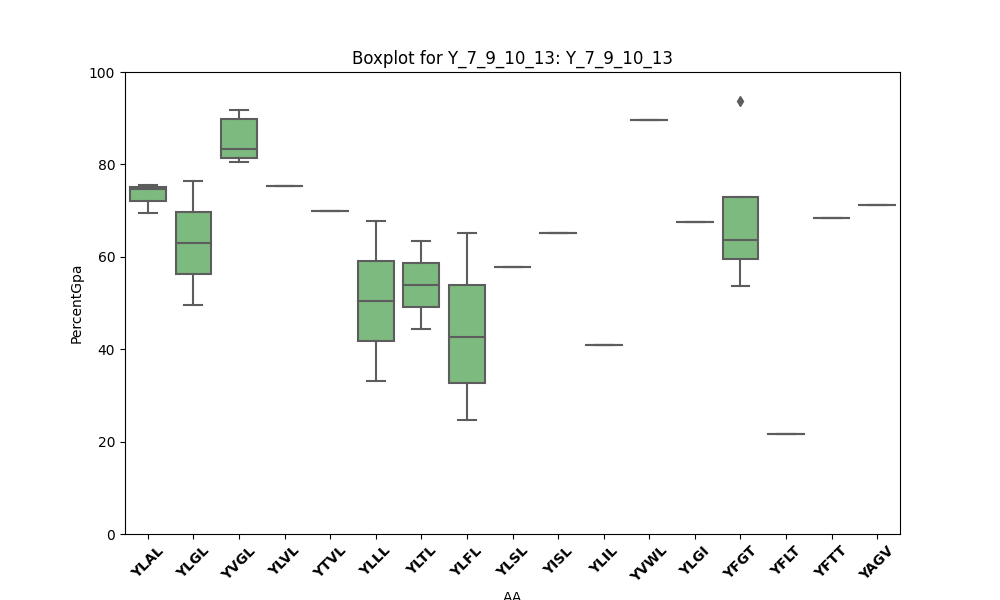 Boxplot for Y_7_9_10_13: Y_7_9_10_13
100
80
60
40
20
0
PercentGpa
YLAL
YLGL
YVGL
YLVL
YTVL
YLLL
YLTL
YLFL
YLSL
YISL
YLIL
YVWL
YLGI
YFGT
YFLT
YFTT
YAGV
AA